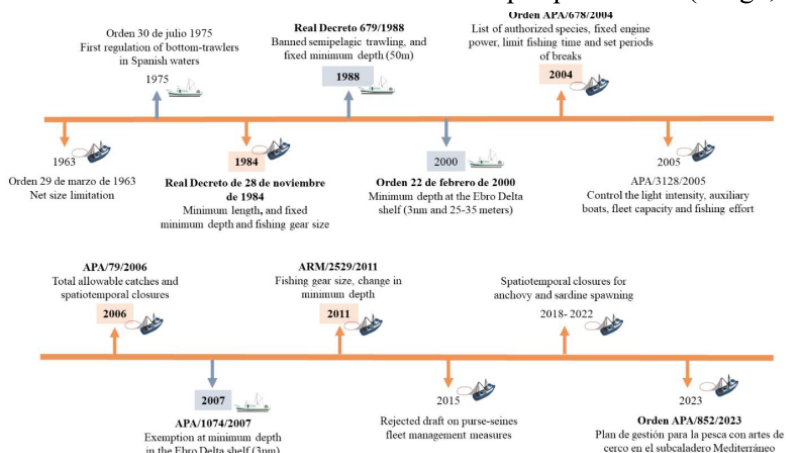 Orden 30 de julio 1975
First regulation of bottom-trawlers
in Spanish waters
1975
Real Decreto 679/1988
Banned semipelagic trawling, and
fixed minimum depth (50m)
1988
Orden APA/678/2004
List of authorized species, fixed engine
power, limit fishing time and set periods
of breaks
2004
1963
Orden 29 de marzo de 1963
Net size limitation
1984
Real Decreto de 28 de noviembre
de 1984
Minimum length, and fixed
minimum depth and fishing gear size
2000
Orden 22 de febrero de 2000
Minimum depth at the Ebro Delta
shelf (3nm and 25-35 meters)
2005
APA/3128/2005
Control the light intensity, auxiliary
boats, fleet capacity and fishing effort
APA/79/2006
Total allowable catches and
spatiotemporal closures
2006
ARM/2529/2011
Fishing gear size, change in
minimum depth
2011
Spatiotemporal closures for
anchovy and sardine spawning
2018- 2022
2007
APA/1074/2007
Exemption at minimum depth
in the Ebro Delta shelf (3nm)
2015
Rejected draft on purse-seines
fleet management measures
2023
Orden APA/852/2023
Plan de gestión para la pesca con artes de
cerco en el subcaladero Mediterráneo